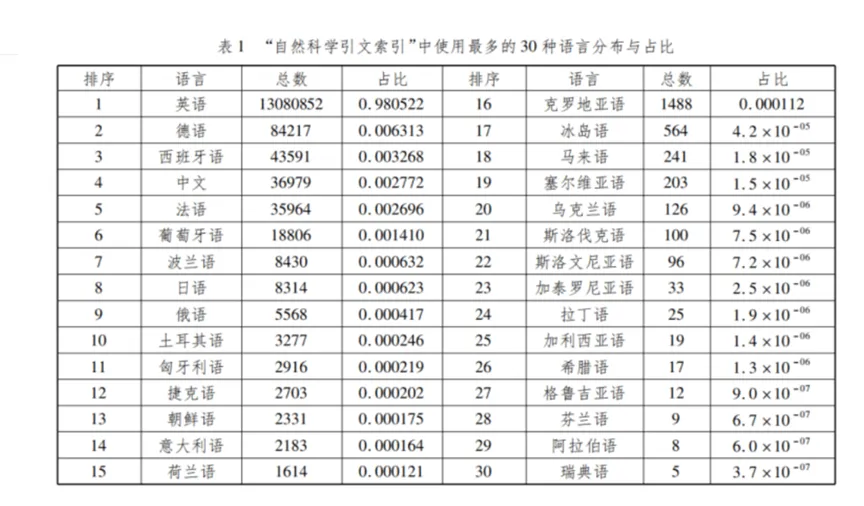 表 1 “自然科学引文索引”中使用最多的 30 种语言分布与占比
排序 语言 总数 占比 排序 语言 总数 占比
1 英语 13080852 0.980522 16 克罗地亚语 1488 0.000112
2 德语 84217 0.006313 17 冰岛语 564 4.2×10⁻⁰⁵
3 西班牙语 43591 0.003268 18 马来语 241 1.8×10⁻⁰⁵
4 中文 36979 0.002772 19 塞尔维亚语 203 1.5×10⁻⁰⁵
5 法语 35964 0.002696 20 乌克兰语 126 9.4×10⁻⁰⁶
6 葡萄牙语 18806 0.001410 21 斯洛伐克语 100 7.5×10⁻⁰⁶
7 波兰语 8430 0.000632 22 斯洛文尼亚语 96 7.2×10⁻⁰⁶
8 日语 8314 0.000623 23 加泰罗尼亚语 33 2.5×10⁻⁰⁶
9 俄语 5568 0.000417 24 拉丁语 25 1.9×10⁻⁰⁶
10 土耳其语 3277 0.000246 25 加利西亚语 19 1.4×10⁻⁰⁶
11 匈牙利语 2916 0.000219 26 希腊语 17 1.3×10⁻⁰⁶
12 捷克语 2703 0.000202 27 格鲁吉亚语 12 9.0×10⁻⁰⁷
13 朝鲜语 2331 0.000175 28 芬兰语 9 6.7×10⁻⁰⁷
14 意大利语 2183 0.000164 29 阿拉伯语 8 6.0×10⁻⁰⁷
15 荷兰语 1614 0.000121 30 瑞典语 5 3.7×10⁻⁰⁷